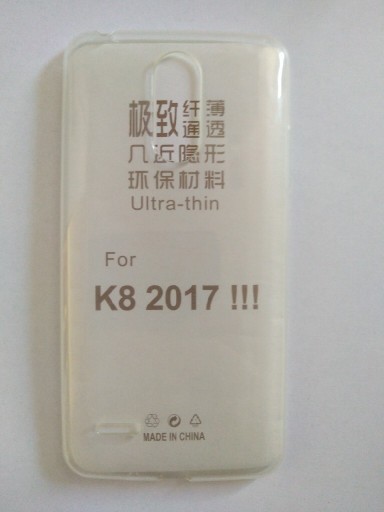 极致纤薄
通透
几近隐形
环保材料
Ultra-thin
For
K8 2017 !!!
MADE IN CHINA